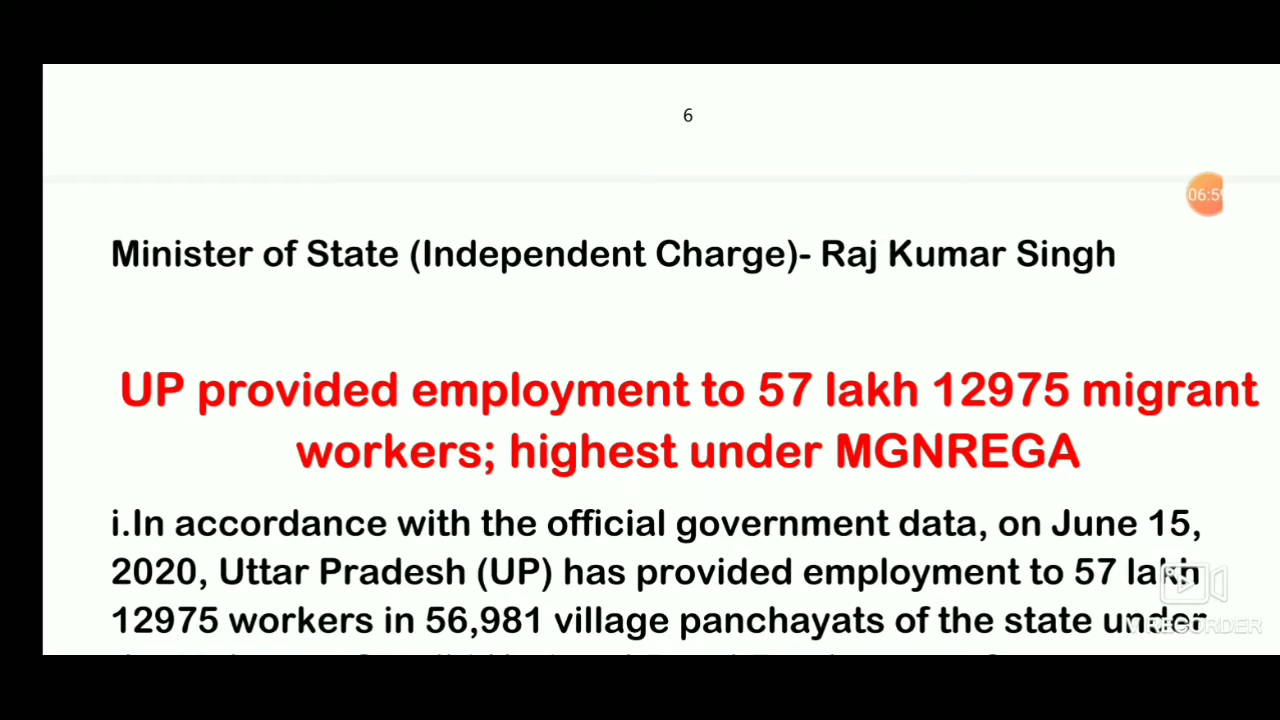 6
06:59
Minister of State (Independent Charge)- Raj Kumar Singh
UP provided employment to 57 lakh 12975 migrant
workers; highest under MGNREGA
i.In accordance with the official government data, on June 15,
2020, Uttar Pradesh (UP) has provided employment to 57 lakh
12975 workers in 56,981 village panchayats of the state under
V RECORDER